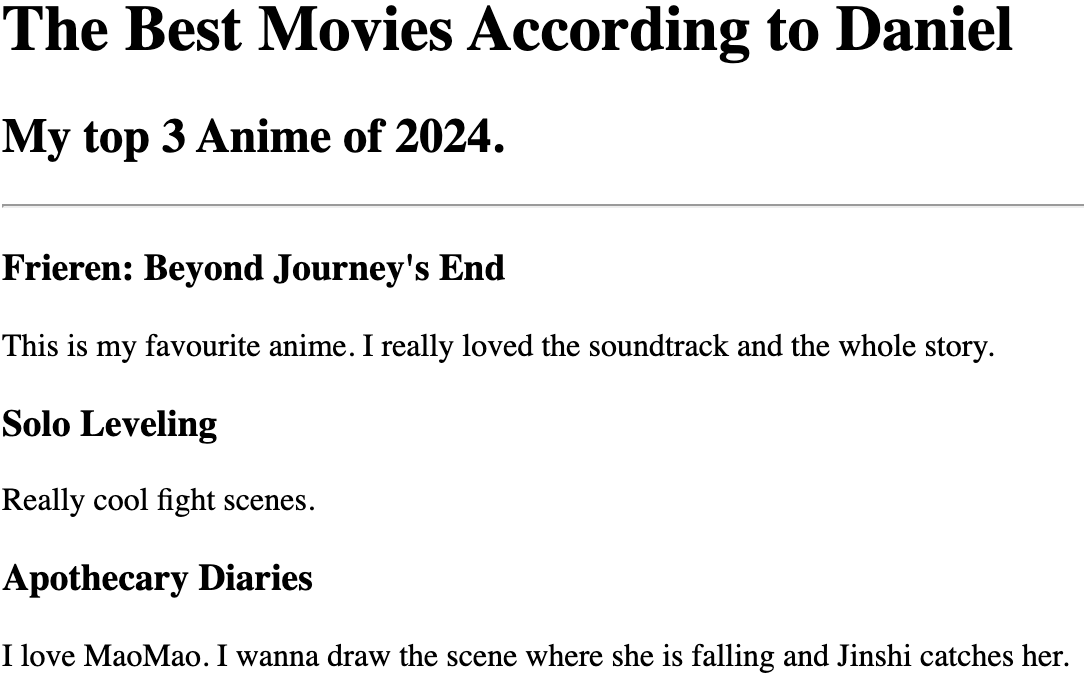 The Best Movies According to Daniel
My top 3 Anime of 2024.
Frieren: Beyond Journey's End
This is my favourite anime. I really loved the soundtrack and the whole story.
Solo Leveling
Really cool fight scenes.
Apothecary Diaries
I love MaoMao. I wanna draw the scene where she is falling and Jinshi catches her.